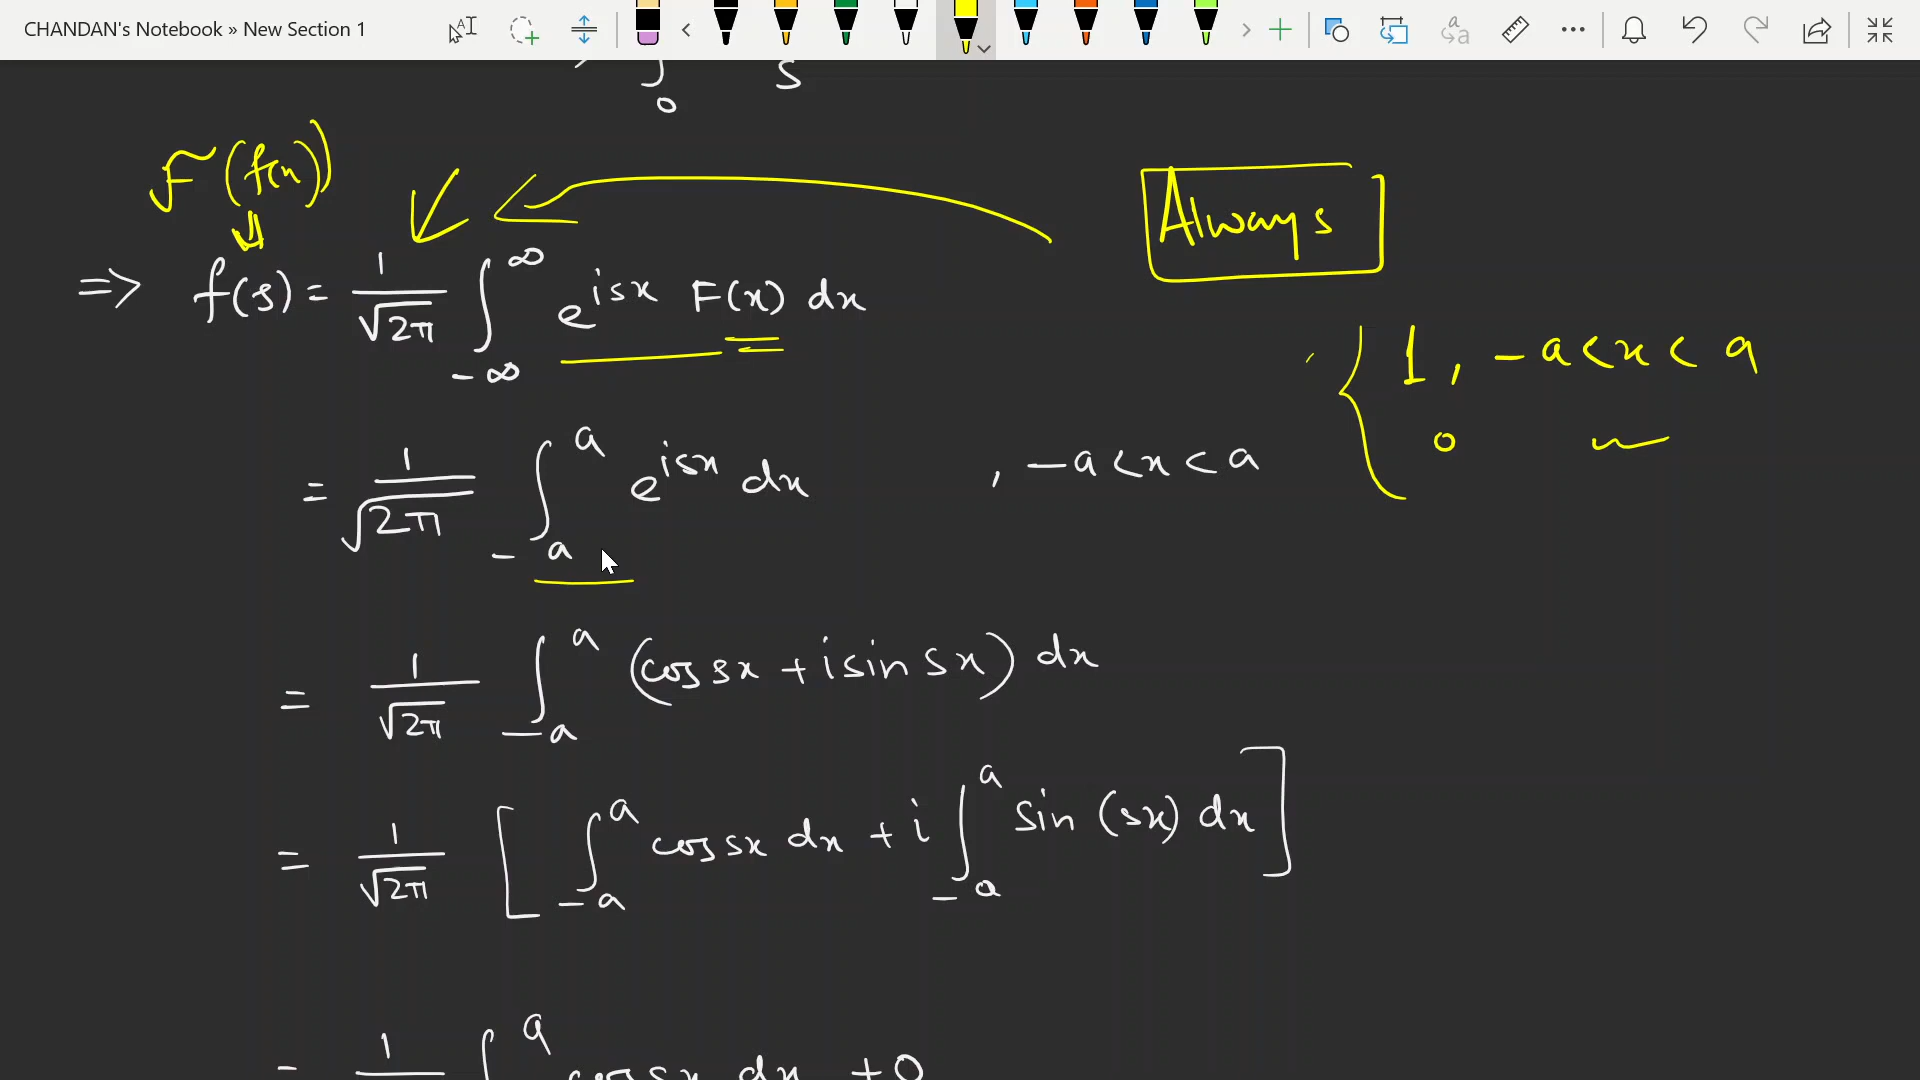 CHANDAN's Notebook » New Section 1
∫₀ s
F(f(x))
Always
=> f(s) = 1/√2π ∫_{-∞}^{∞} e^{isx} F(x) dx
{ 1, -a<x<a
0
= 1/√2π ∫_{-a}^{a} e^{isx} dx , -a<x<a
= 1/√2π ∫_{-a}^{a} (cos sx + i sin sx) dx
= 1/√2π [ ∫_{-a}^{a} cos sx dx + i ∫_{-a}^{a} sin (sx) dx ]
= 1 ∫^{a} cos sx dx + 0